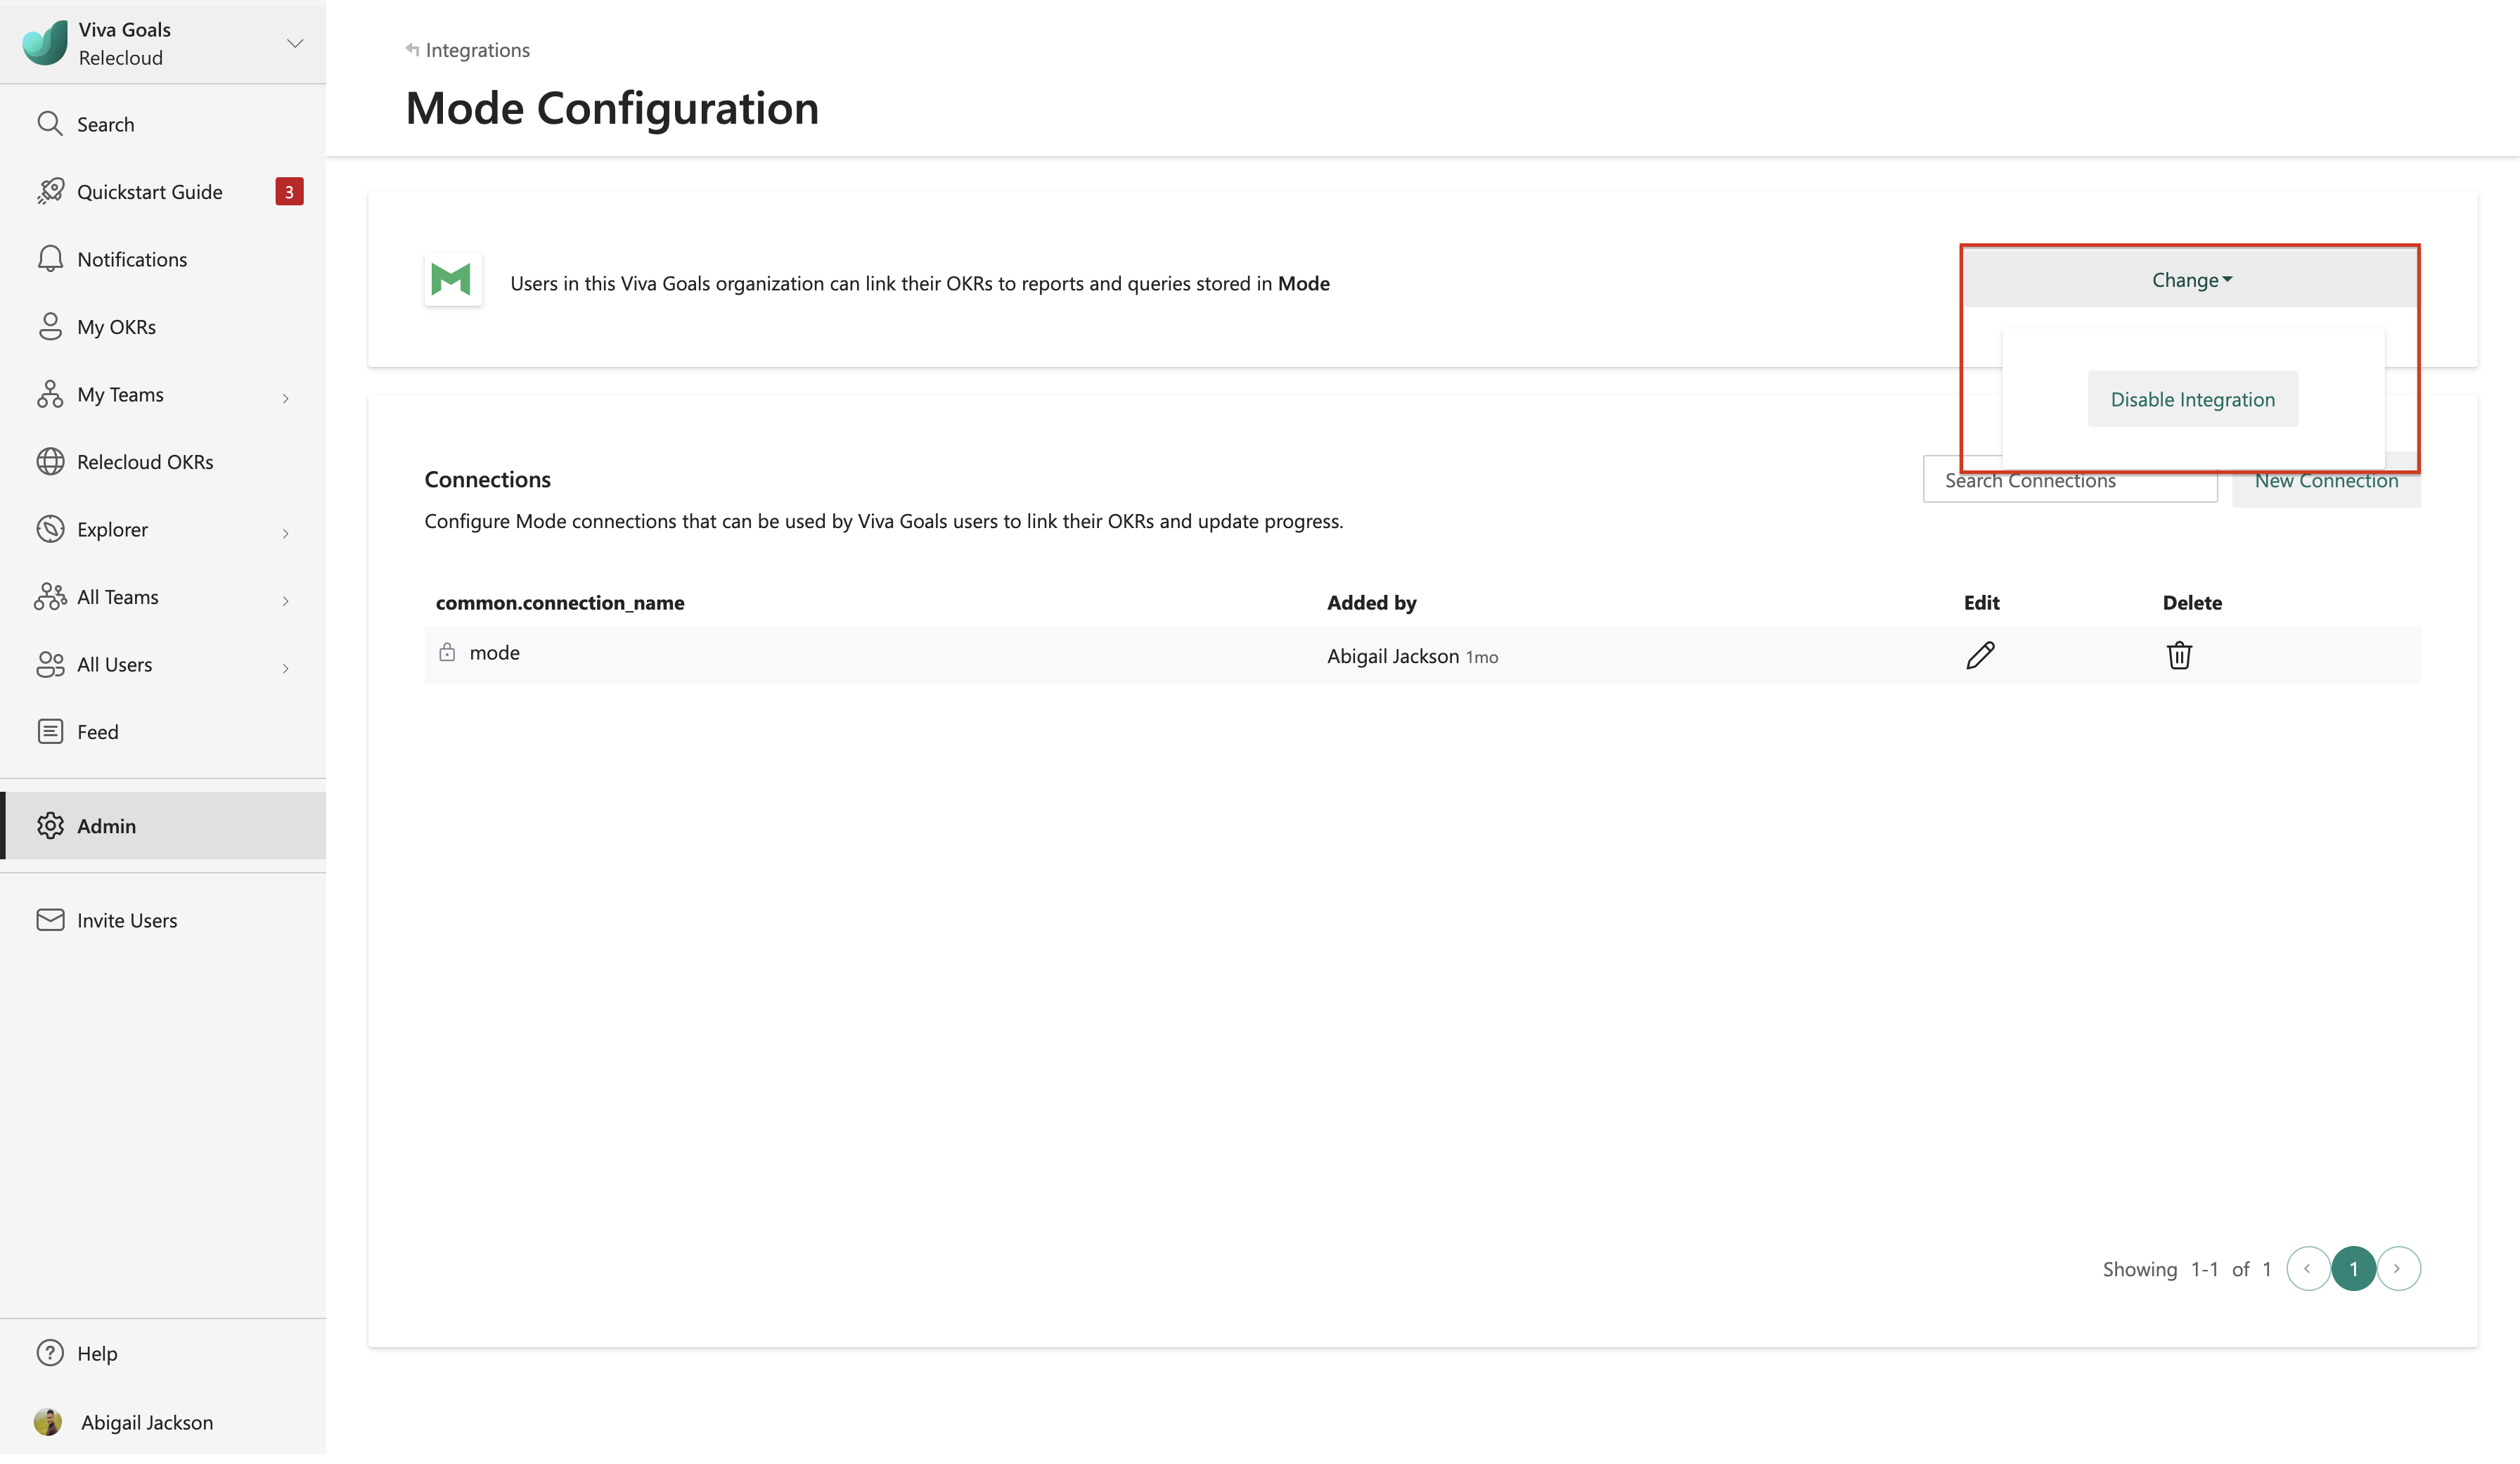 Viva Goals
Relecloud
Search
Quickstart Guide 3
Notifications
My OKRs
My Teams
Relecloud OKRs
Explorer
All Teams
All Users
Feed
Admin
Invite Users
Help
Abigail Jackson
Integrations
Mode Configuration
Users in this Viva Goals organization can link their OKRs to reports and queries stored in Mode
Change
Disable Integration
Connections
Search Connections
New Connection
Configure Mode connections that can be used by Viva Goals users to link their OKRs and update progress.
common.connection_name Added by Edit Delete
mode Abigail Jackson 1mo
Showing 1-1 of 1 1